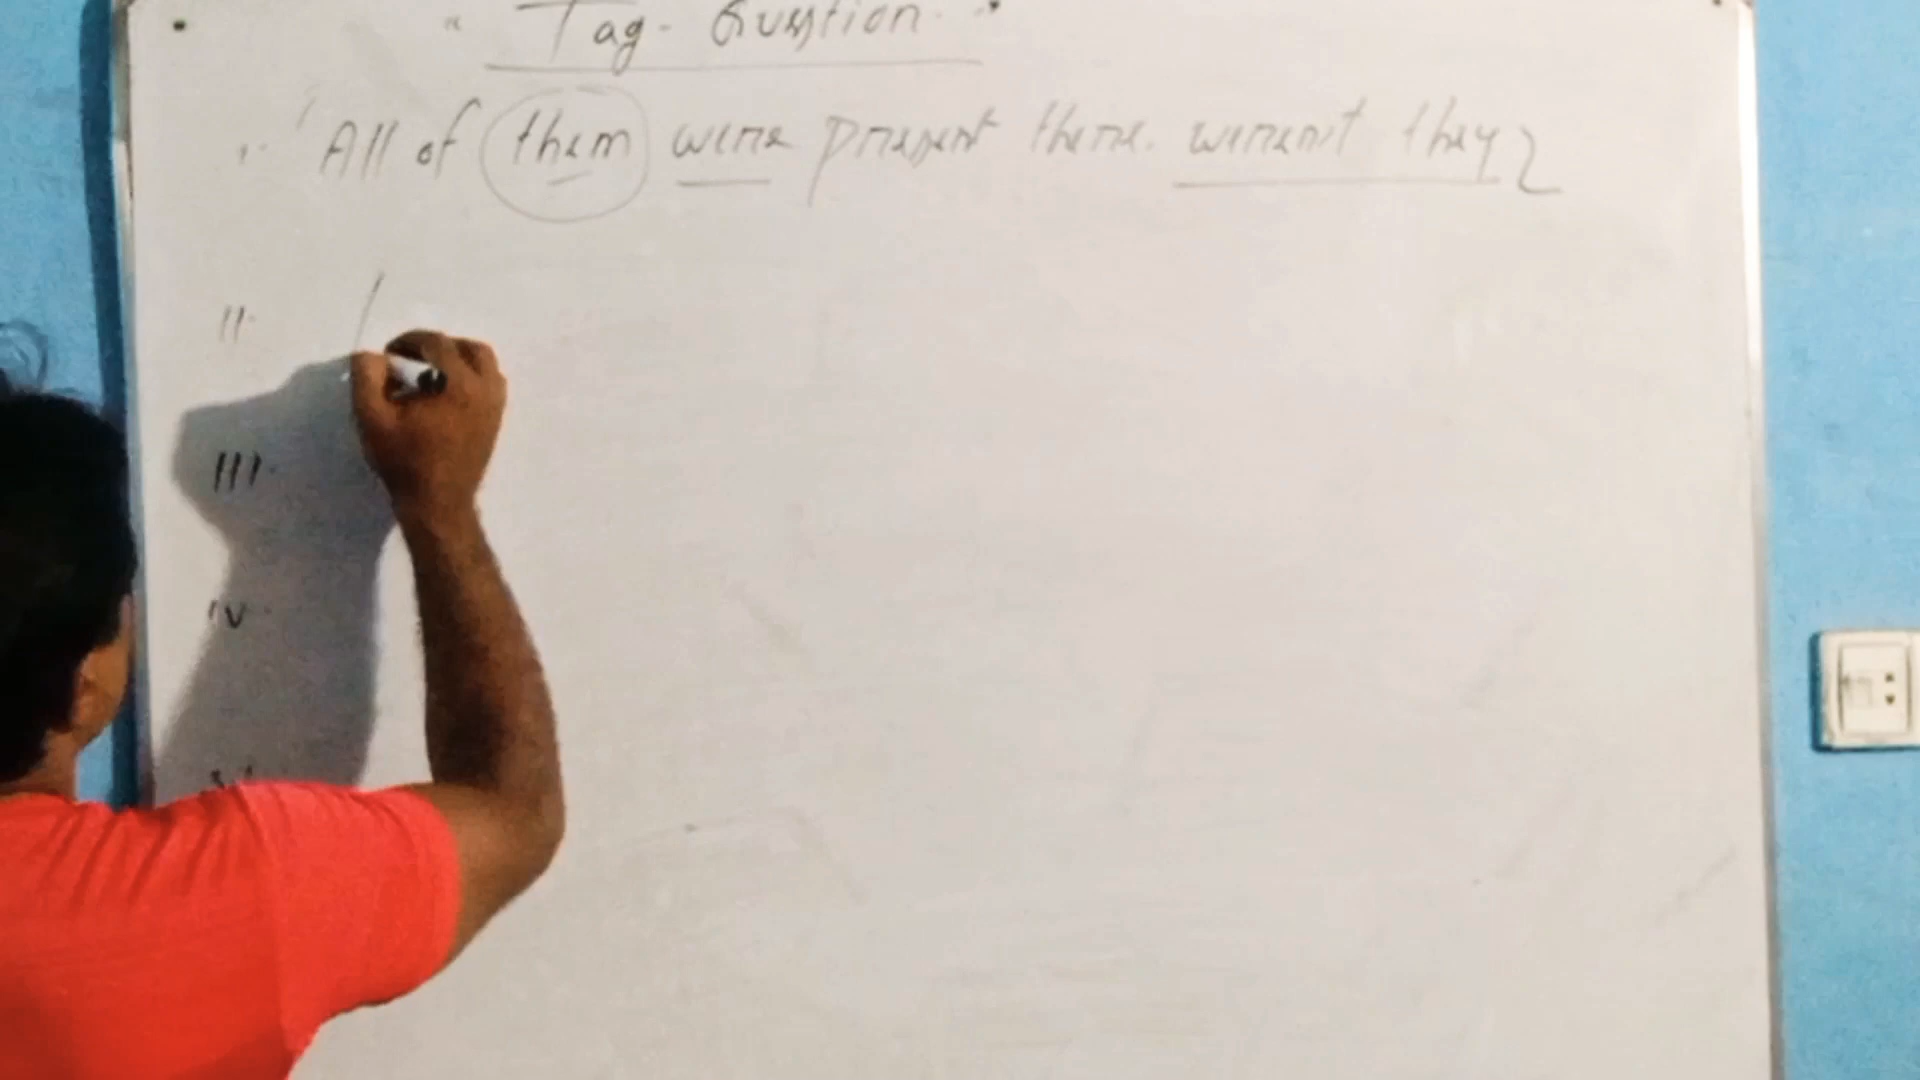 " Tag- Question. "
i. All of them were present there. weren't they?
ii.
iii.
iv.